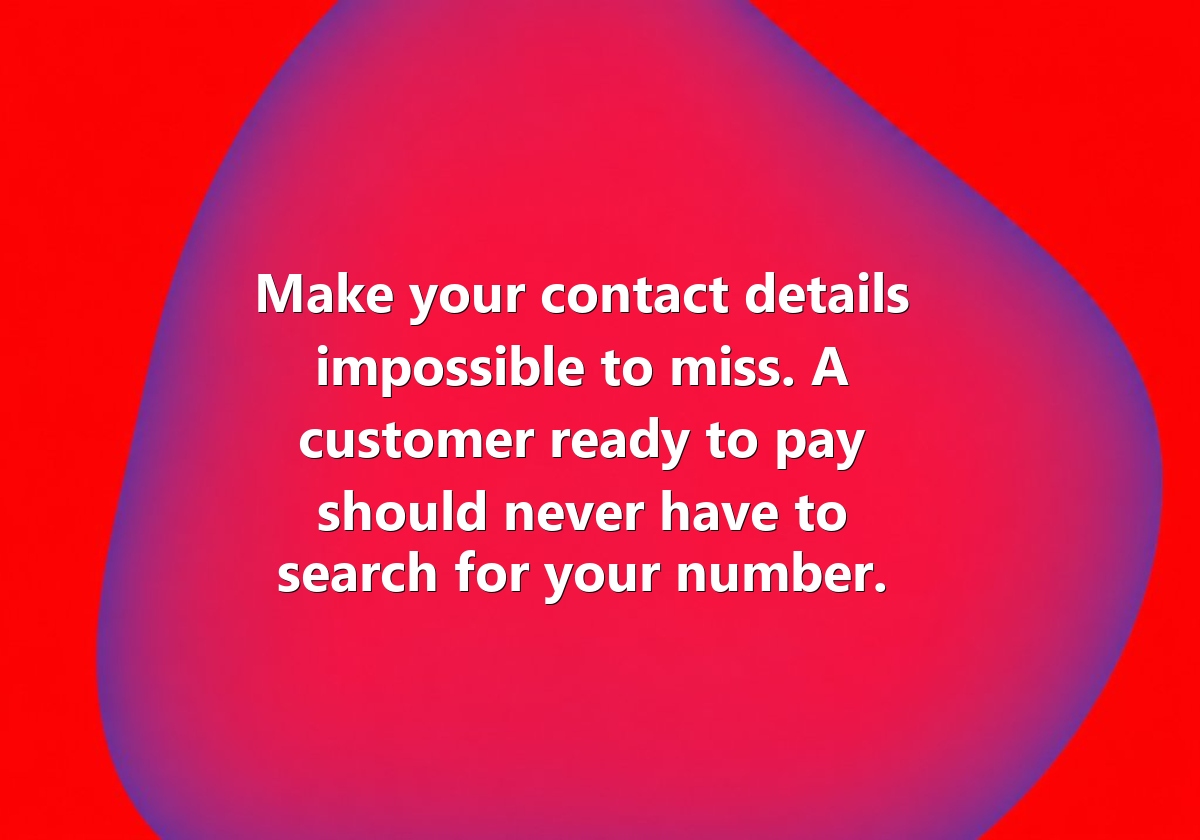 Make your contact details
impossible to miss. A
customer ready to pay
should never have to
search for your number.